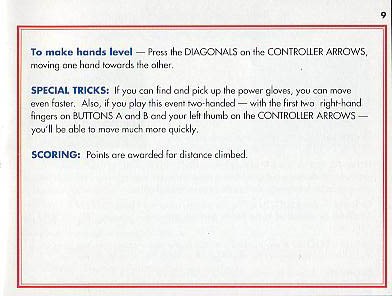 9
To make hands level — Press the DIAGONALS on the CONTROLLER ARROWS,
moving one hand towards the other.
SPECIAL TRICKS: If you can find and pick up the power gloves, you can move
even faster. Also, if you play this event two-handed — with the first two right-hand
fingers on BUTTONS A and B and your left thumb on the CONTROLLER ARROWS —
you'll be able to move much more quickly.
SCORING: Points are awarded for distance climbed.